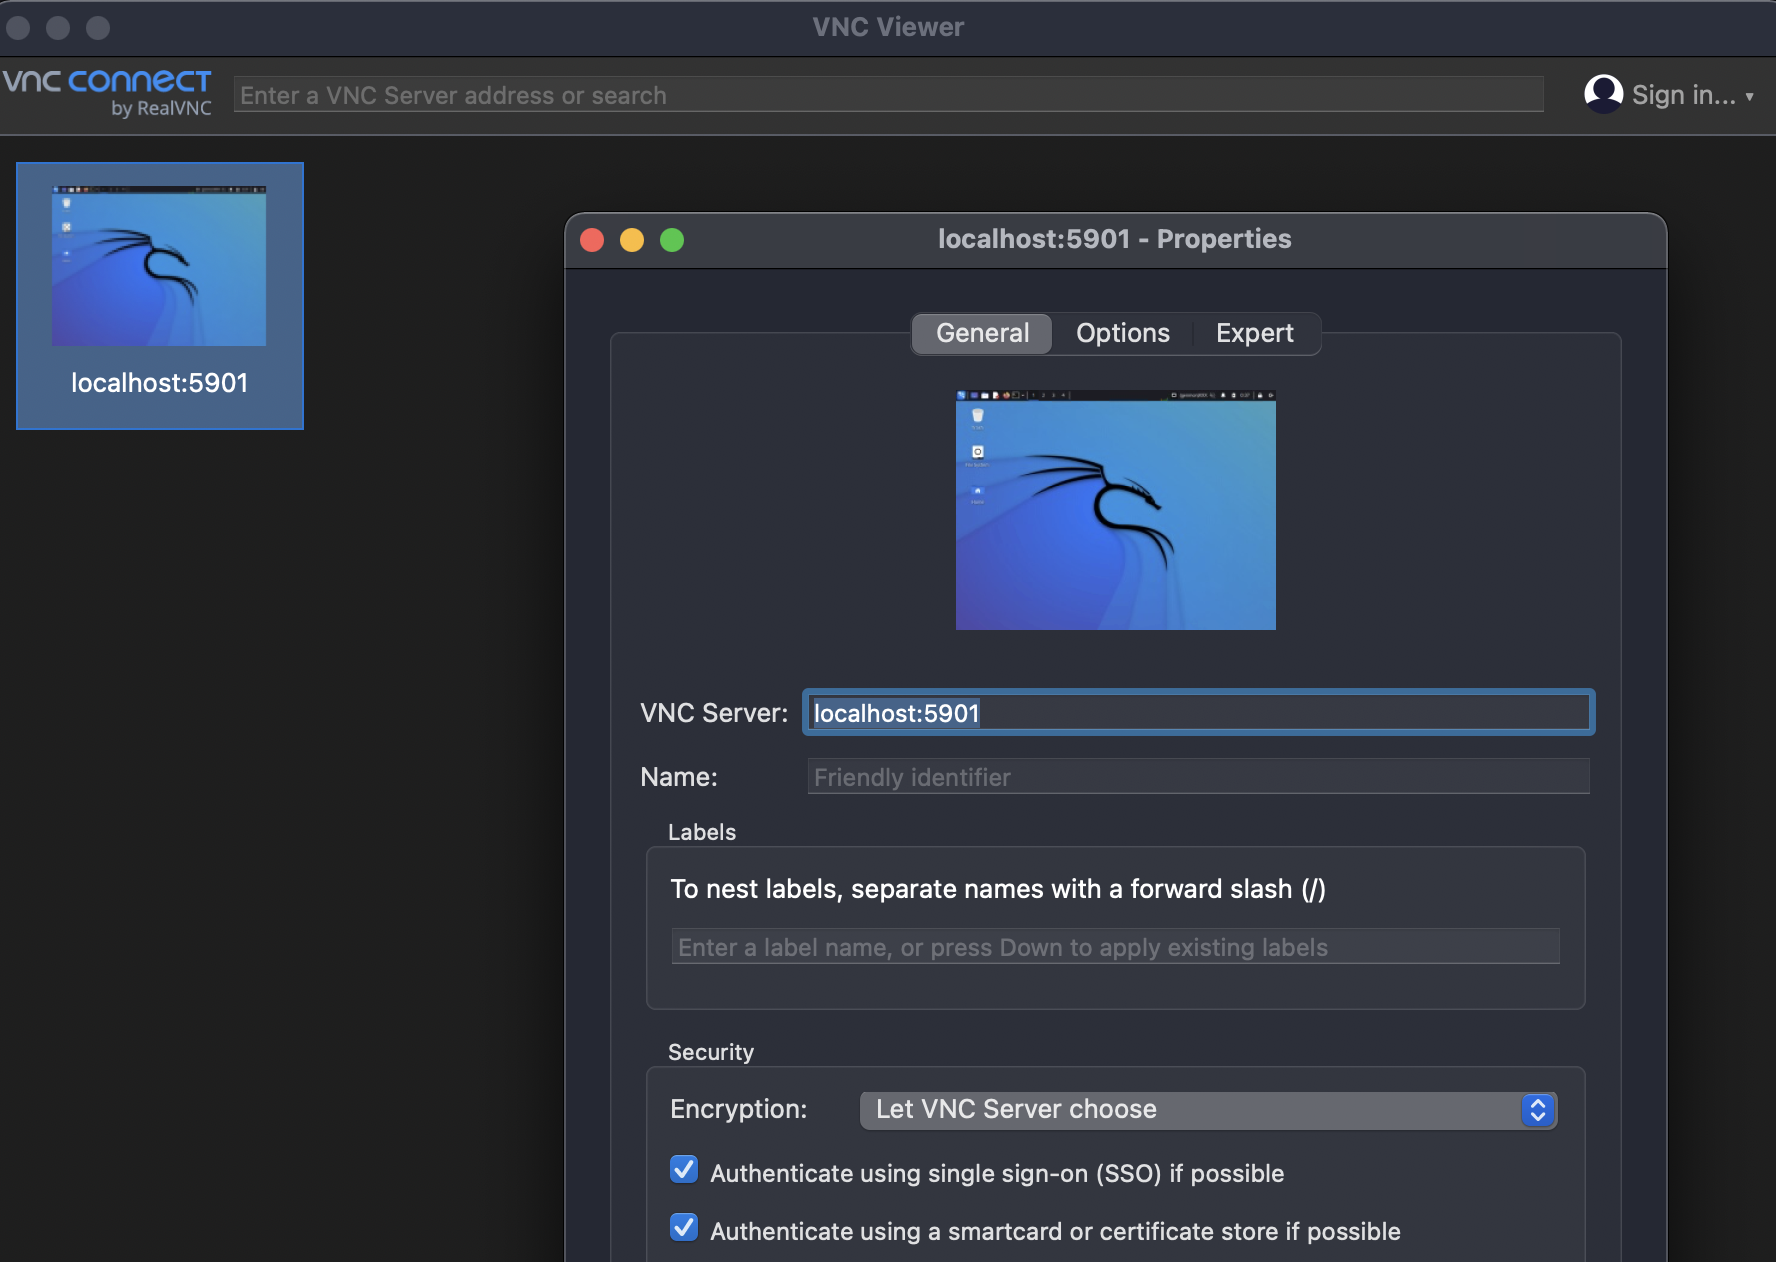 VNC Viewer
vnc connect
by RealVNC
Enter a VNC Server address or search
Sign in...
localhost:5901
localhost:5901 - Properties
General
Options
Expert
VNC Server:
localhost:5901
Name:
Friendly identifier
Labels
To nest labels, separate names with a forward slash (/)
Enter a label name, or press Down to apply existing labels
Security
Encryption:
Let VNC Server choose
Authenticate using single sign-on (SSO) if possible
Authenticate using a smartcard or certificate store if possible